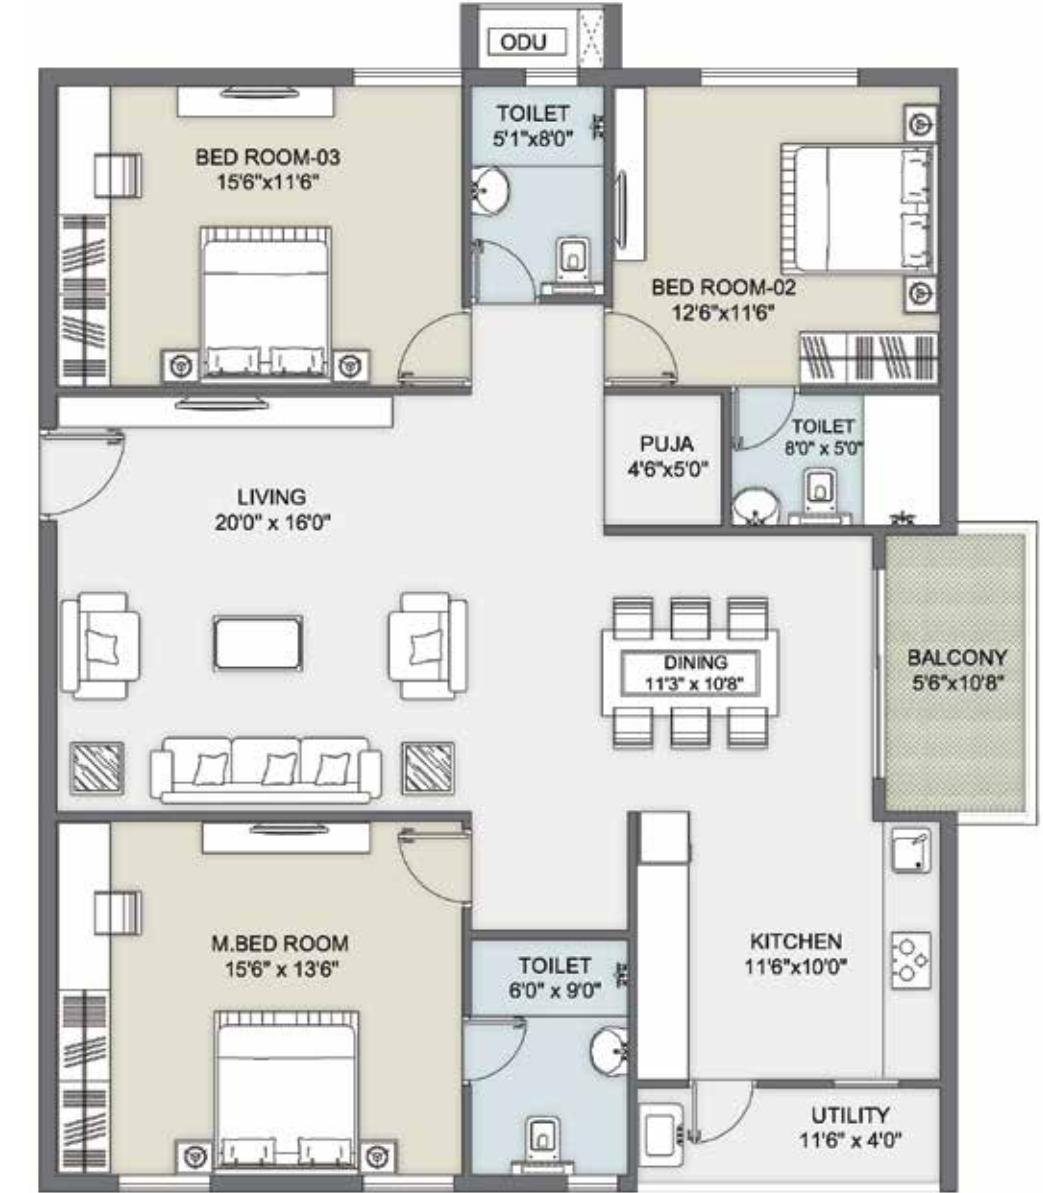 ODU
TOILET
5'1"x8'0"
BED ROOM-03
15'6"x11'6"
BED ROOM-02
12'6"x11'6"
TOILET
8'0" x 5'0"
PUJA
4'6"x5'0"
LIVING
20'0" x 16'0"
DINING
11'3" x 10'8"
BALCONY
5'6"x10'8"
M.BED ROOM
15'6" x 13'6"
TOILET
6'0" x 9'0"
KITCHEN
11'6"x10'0"
UTILITY
11'6" x 4'0"